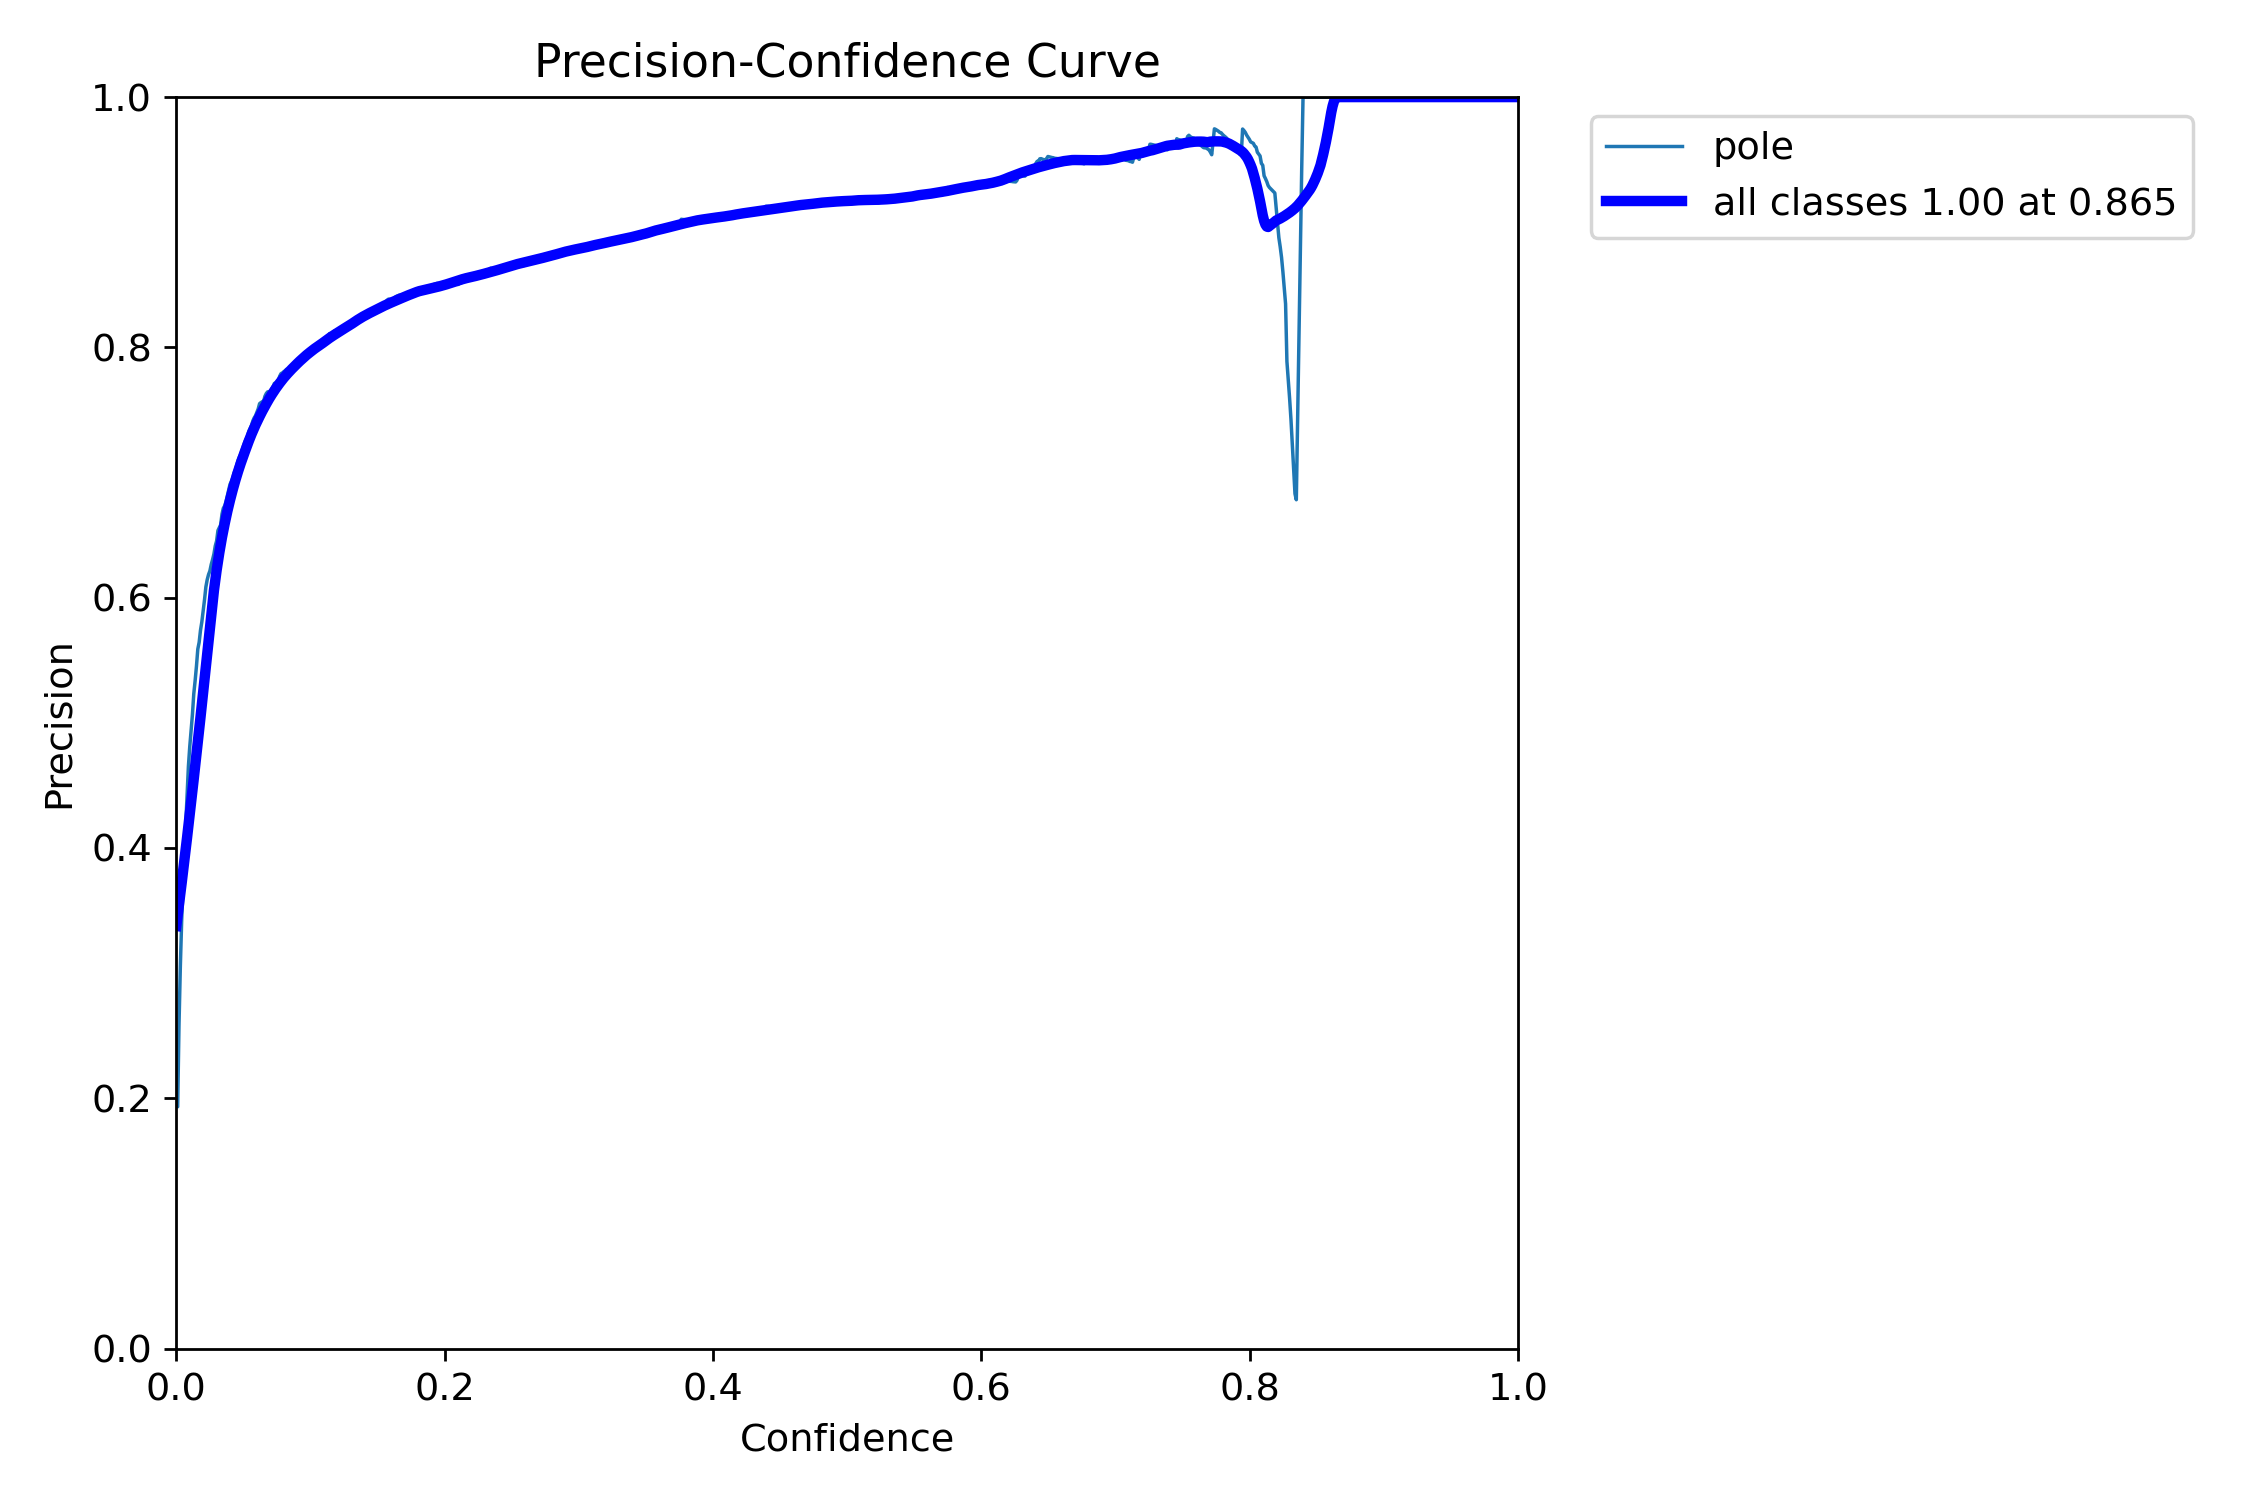 Precision-Confidence Curve
1.0
0.8
0.6
0.4
0.2
0.0
Precision
0.0 0.2 0.4 0.6 0.8 1.0
Confidence
pole
all classes 1.00 at 0.865